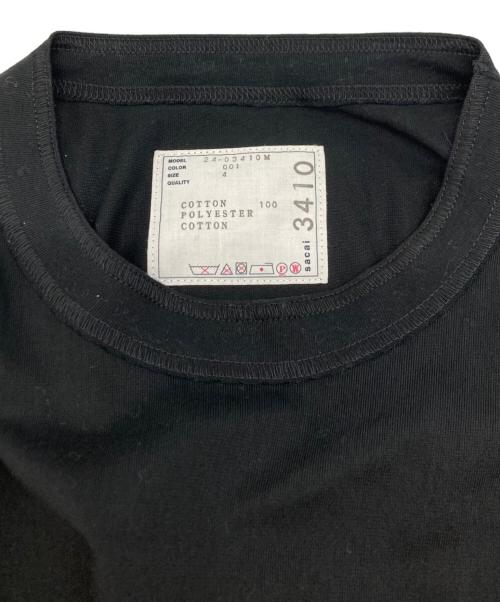 MODEL 24-03410M
COLOR 001
SIZE 4
QUALITY
COTTON 100
POLYESTER
COTTON
P W
sacai 3410